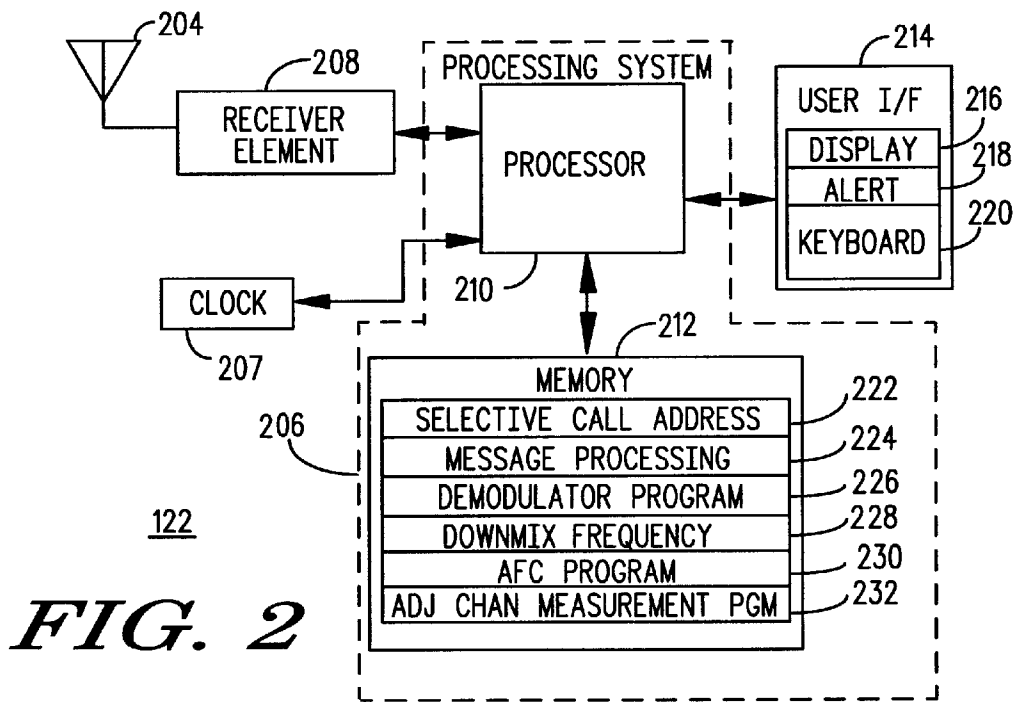 204
208
PROCESSING SYSTEM
214
RECEIVER
ELEMENT
PROCESSOR
USER I/F
216
DISPLAY
218
ALERT
220
KEYBOARD
210
CLOCK
207
212
MEMORY
222
SELECTIVE CALL ADDRESS
224
206
MESSAGE PROCESSING
226
DEMODULATOR PROGRAM
228
DOWNMIX FREQUENCY
230
AFC PROGRAM
232
ADJ CHAN MEASUREMENT PGM
122
FIG. 2